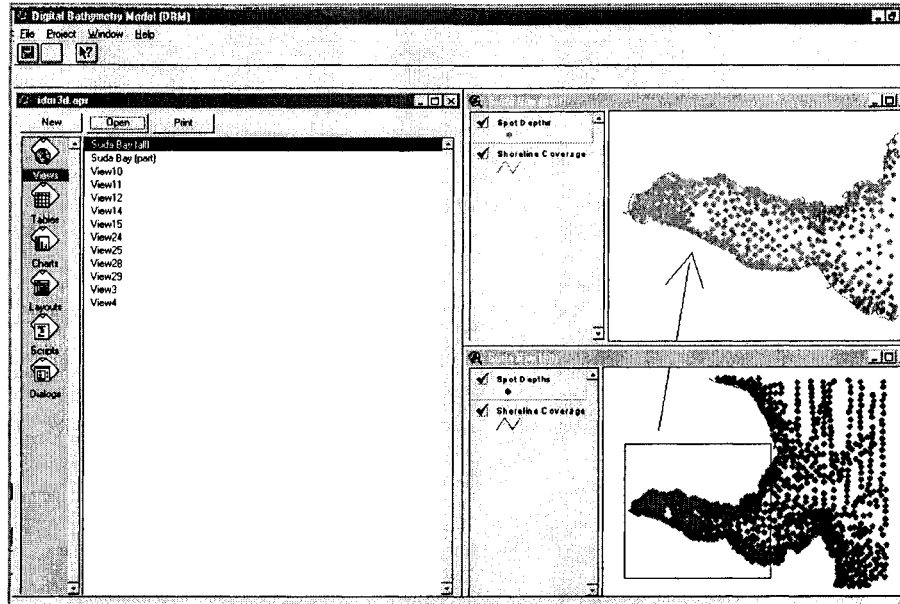 Digital Bathymetry Model (DBM)
File Project Window Help
idm3d.apr
New Open Print
Suda Bay (all)
Suda Bay (part)
View10
View11
View12
View14
View15
View24
View25
View28
View29
View3
View4
Views
Tables
Charts
Layouts
Scripts
Dialogs
Spot Depths
Shoreline Coverage
Spot Depths
Shoreline Coverage